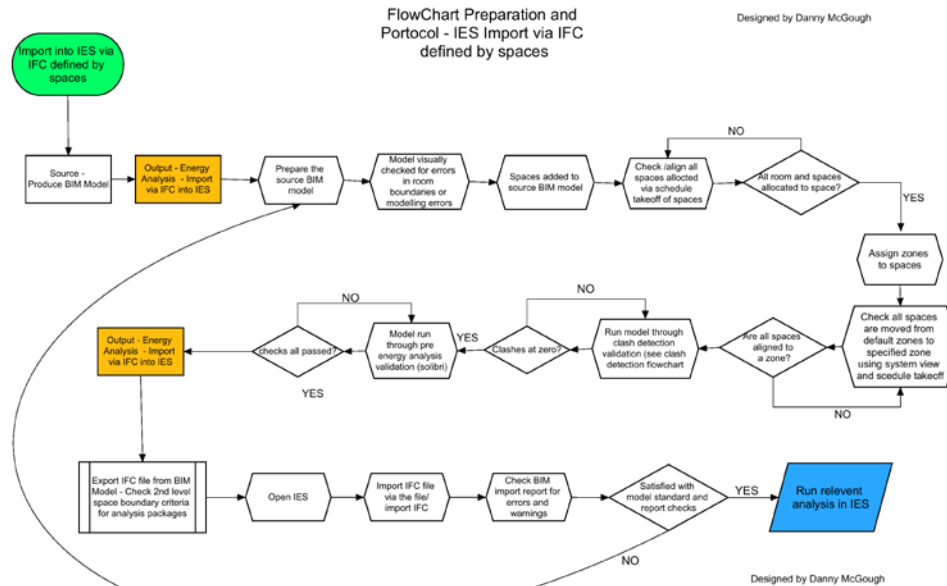 FlowChart Preparation and
Portocol - IES Import via IFC
defined by spaces
Designed by Danny McGough
Import into IES via
IFC defined by
spaces
Source -
Produce BIM Model
Output - Energy
Analysis - Import
via IFC into IES
Prepare the
source BIM
model
Model visually
checked for errors
in room
boundaries or
modelling errors
Spaces added to
source BIM model
Check /align all
spaces alloted
via schedule
takeoff of spaces
NO
All room and spaces
allocated to space?
YES
Assign zones
to spaces
Check all spaces
are moved from
default zones to
specified zone
using system view
and scedule takeoff
Are all spaces
aligned to
a zone?
NO
Run model through
clash detection
validation (see clash
detection flowchart
NO
Clashes at zero?
YES
Model run
through pre
energy analysis
validation (solibri)
NO
checks all passed?
YES
Output - Energy
Analysis - Import
via IFC into IES
Export IFC file from BIM
Model - Check 2nd level
space boundary criteria
for analysis packages
Open IES
Import IFC file
via the file/
import IFC
Check BIM
import report for
errors and
warnings
Satisfied with
model standard and
report checks
YES
NO
Run relevent
analysis in IES
Designed by Danny McGough